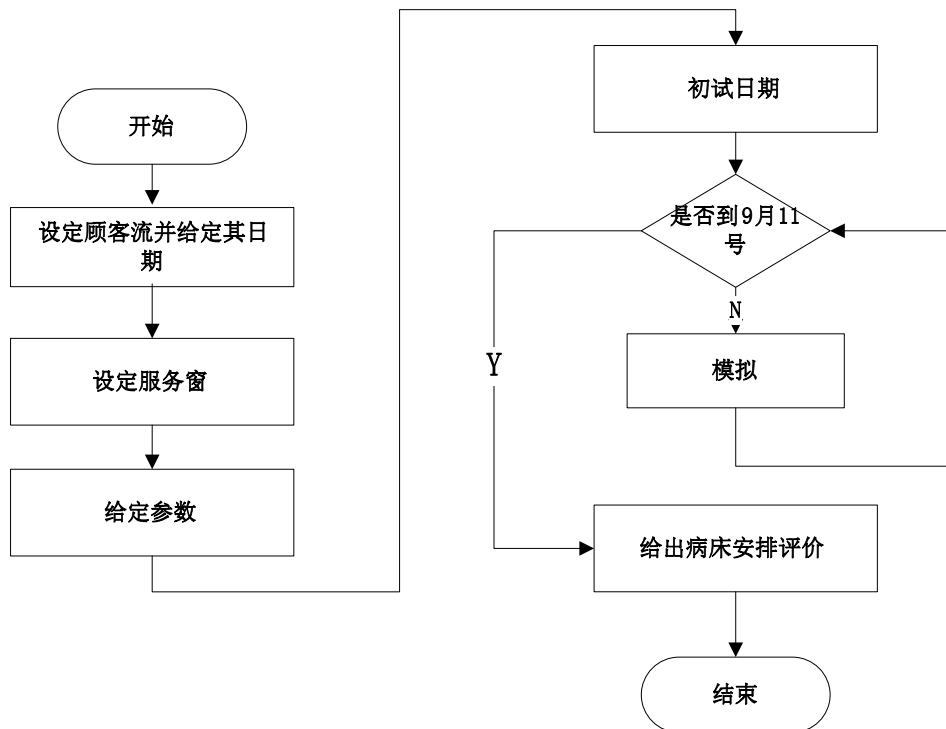 开始
设定顾客流并给定其日
期
设定服务窗
给定参数
初试日期
是否到9月11
号
N
Y
模拟
给出病床安排评价
结束